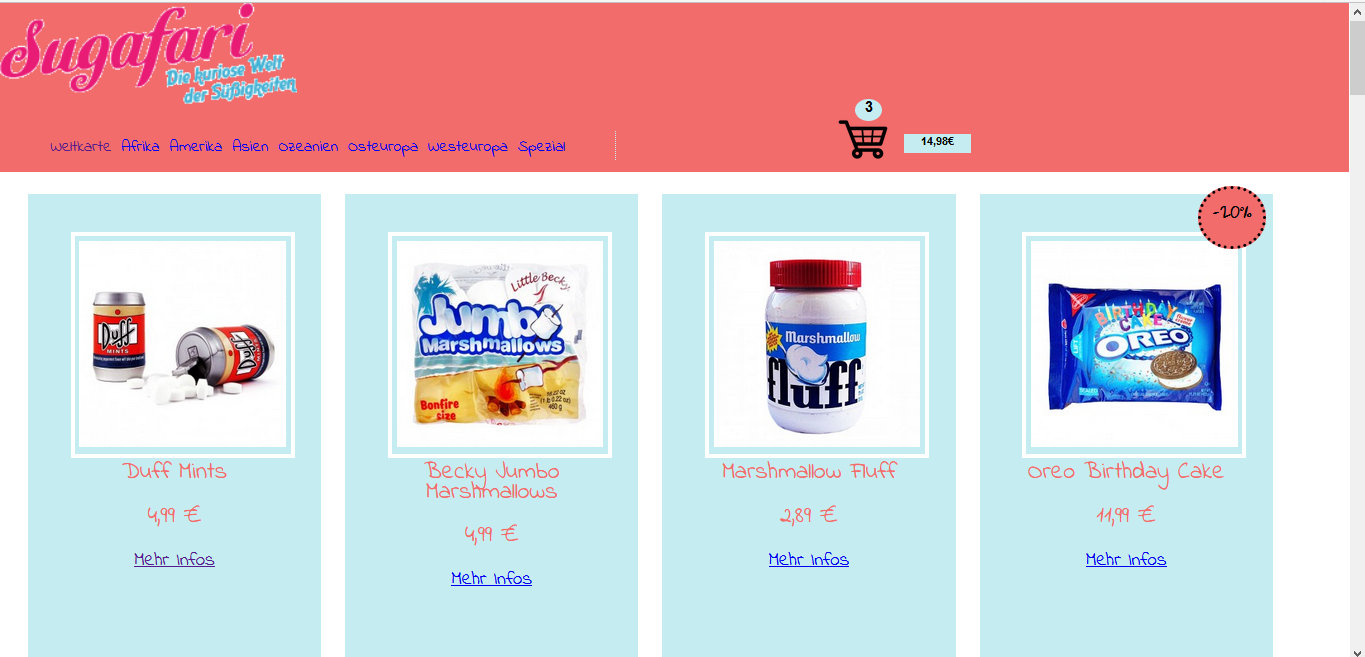 Sugafari
Die kuriose Welt
der Süßigkeiten
3
14,98€
Weltkarte Afrika Amerika Asien Ozeanien Osteuropa Westeuropa Spezial
-20%
Duff
MINTS
Duff
MINTS
Little Becky
Jumbo
Marshmallows
Bonfire
size
460 g
Marshmallow
fluff
BIRTHDAY
CAKE
OREO
Duff Mints
4,99 €
Mehr Infos
Becky Jumbo
Marshmallows
4,99 €
Mehr Infos
Marshmallow Fluff
2,89 €
Mehr Infos
Oreo Birthday Cake
11,99 €
Mehr Infos